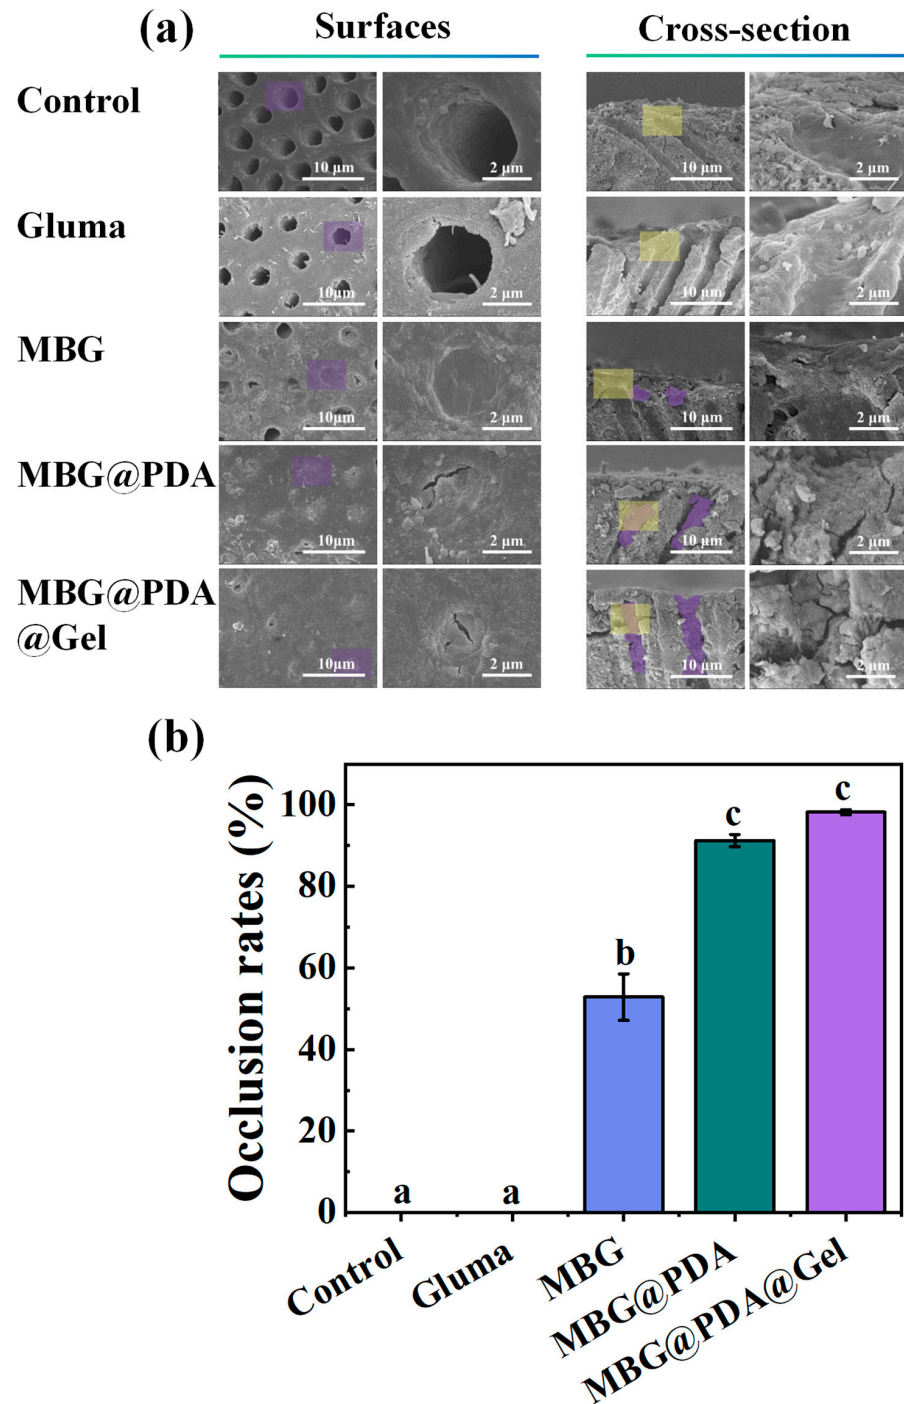 (a)
Surfaces
Cross-section
Control
10 μm
2 μm
10 μm
2 μm
Gluma
10μm
2 μm
10 μm
2 μm
MBG
10μm
2 μm
10 μm
2 μm
MBG@PDA
10μm
2 μm
10 μm
2 μm
MBG@PDA
@Gel
10μm
2 μm
10 μm
2 μm
(b)
Occlusion rates (%)
100
80
60
40
20
0
a
a
b
c
c
Control
Gluma
MBG
MBG@PDA
MBG@PDA@Gel